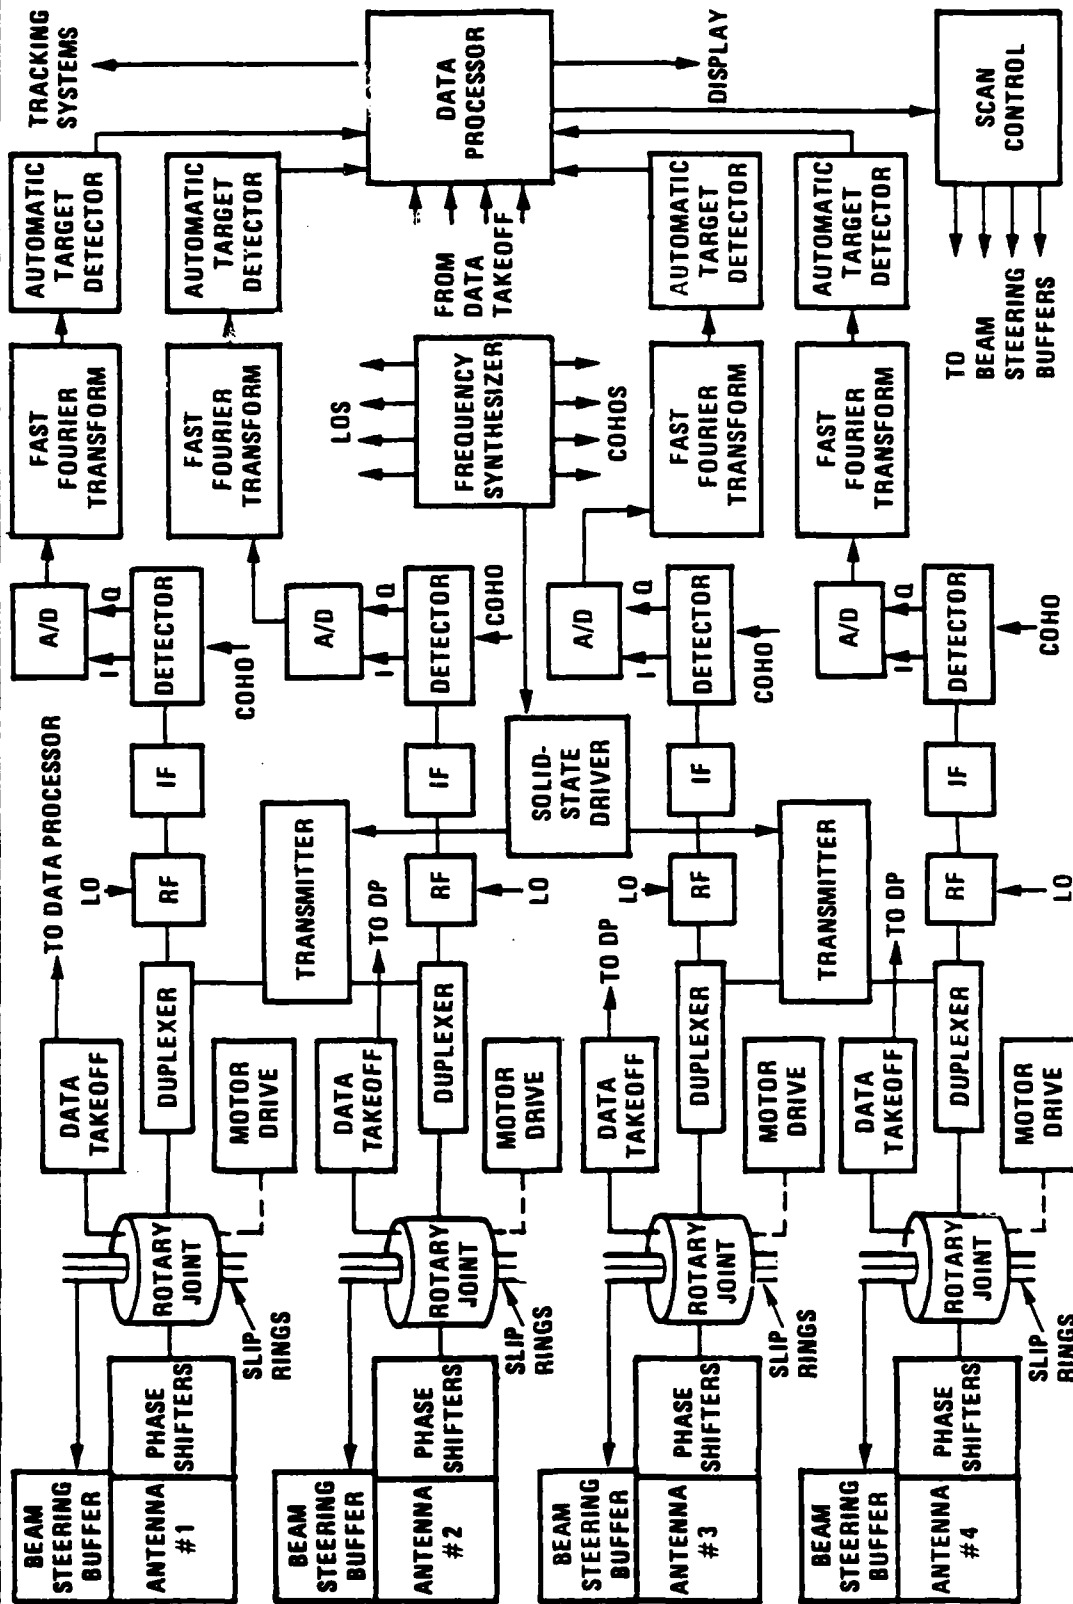 BEAM
STEERING
BUFFER
ANTENNA
#1
PHASE
SHIFTERS
SLIP
RINGS
ROTARY
JOINT
DATA
TAKEOFF
TO DATA PROCESSOR
MOTOR
DRIVE
DUPLEXER
LO
RF
IF
DETECTOR
COHO
I
Q
A/D
FAST
FOURIER
TRANSFORM
AUTOMATIC
TARGET
DETECTOR
TRACKING
SYSTEMS
BEAM
STEERING
BUFFER
ANTENNA
#2
PHASE
SHIFTERS
SLIP
RINGS
ROTARY
JOINT
DATA
TAKEOFF
TO DP
MOTOR
DRIVE
DUPLEXER
TRANSMITTER
LO
RF
IF
DETECTOR
COHO
I
Q
A/D
FAST
FOURIER
TRANSFORM
AUTOMATIC
TARGET
DETECTOR
LOS
FREQUENCY
SYNTHESIZER
COHOS
FROM
DATA
TAKEOFF
DATA
PROCESSOR
DISPLAY
SOLID-
STATE
DRIVER
BEAM
STEERING
BUFFER
ANTENNA
#3
PHASE
SHIFTERS
SLIP
RINGS
ROTARY
JOINT
DATA
TAKEOFF
TO DP
MOTOR
DRIVE
DUPLEXER
LO
RF
IF
DETECTOR
COHO
I
Q
A/D
FAST
FOURIER
TRANSFORM
AUTOMATIC
TARGET
DETECTOR
BEAM
STEERING
BUFFER
ANTENNA
#4
PHASE
SHIFTERS
SLIP
RINGS
ROTARY
JOINT
DATA
TAKEOFF
TO DP
MOTOR
DRIVE
DUPLEXER
TRANSMITTER
LO
RF
IF
DETECTOR
COHO
I
Q
A/D
FAST
FOURIER
TRANSFORM
AUTOMATIC
TARGET
DETECTOR
TO
BEAM
STEERING
BUFFERS
SCAN
CONTROL